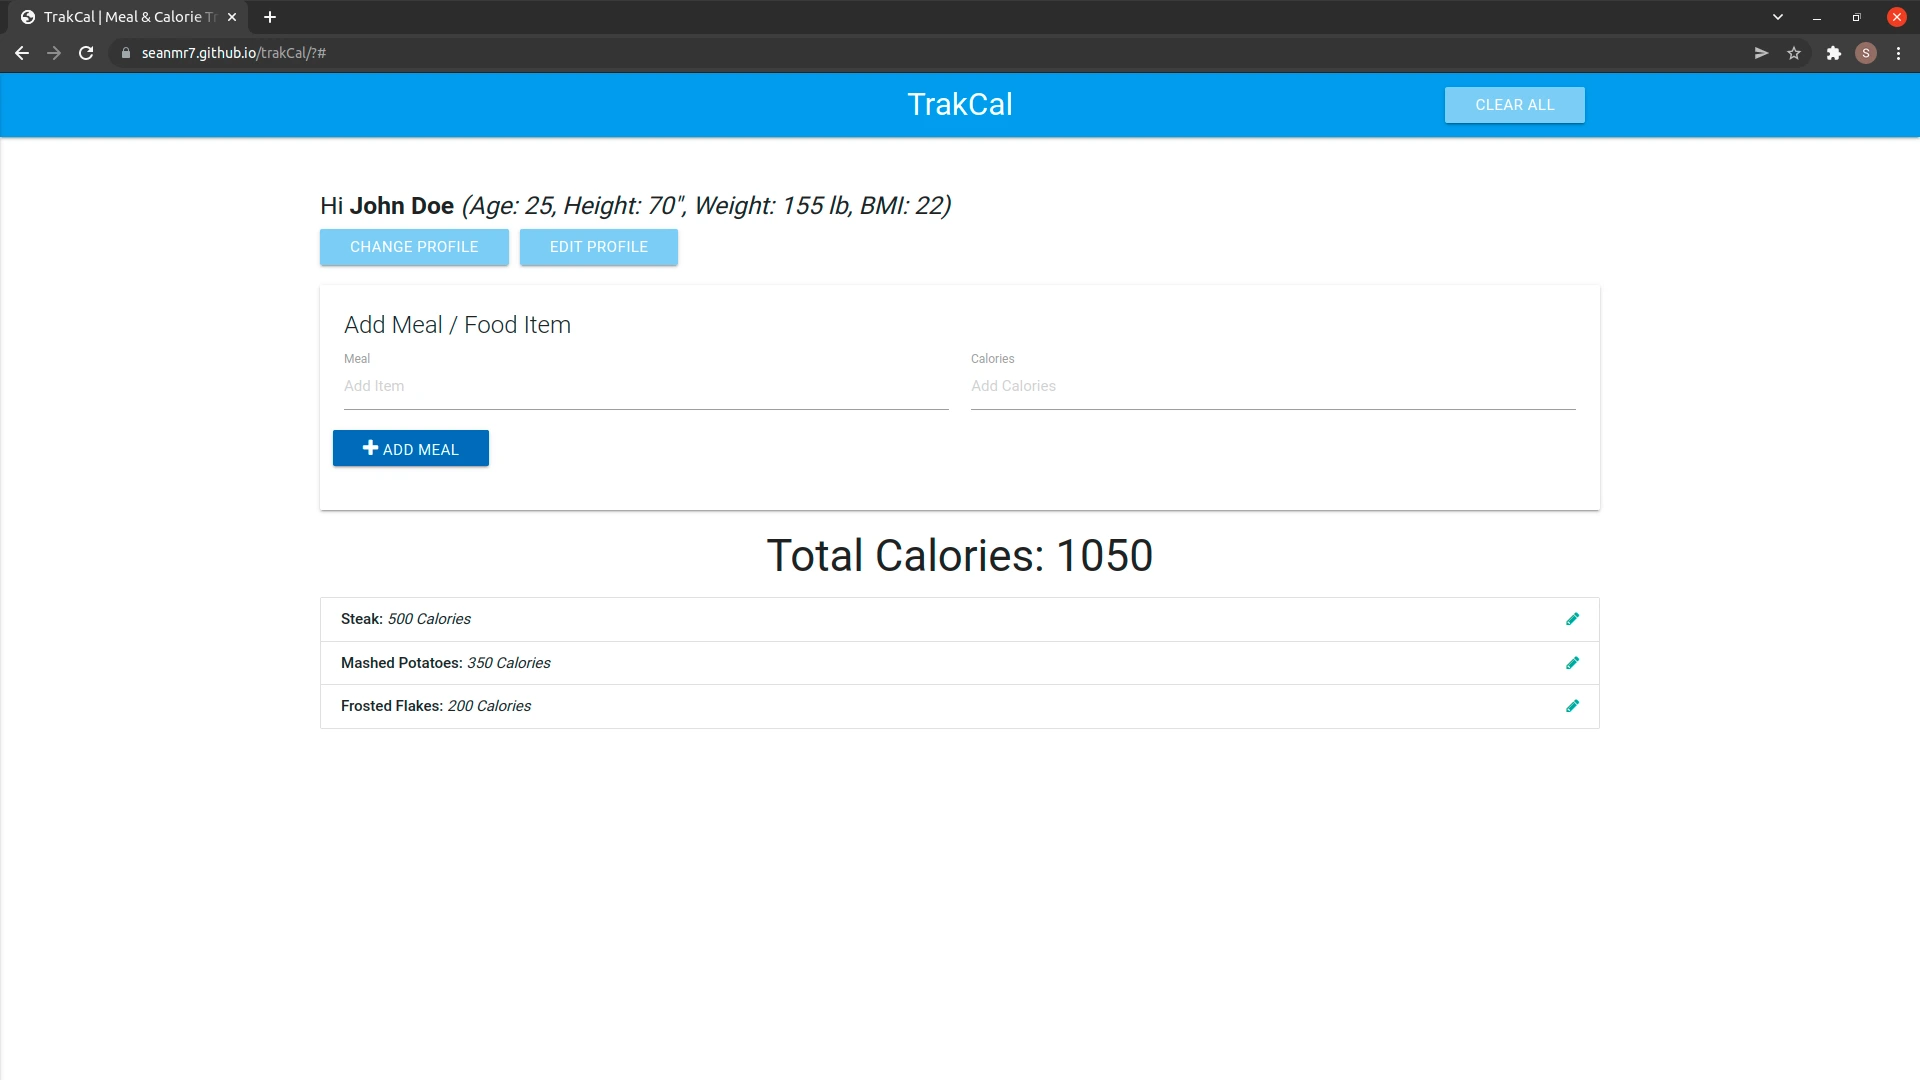 TrakCal | Meal & Calorie Tr
seanmr7.github.io/trakCal/?#
S
TrakCal
CLEAR ALL
Hi John Doe (Age: 25, Height: 70", Weight: 155 lb, BMI: 22)
CHANGE PROFILE
EDIT PROFILE
Add Meal / Food Item
Meal
Calories
Add Item
Add Calories
ADD MEAL
Total Calories: 1050
Steak: 500 Calories
Mashed Potatoes: 350 Calories
Frosted Flakes: 200 Calories